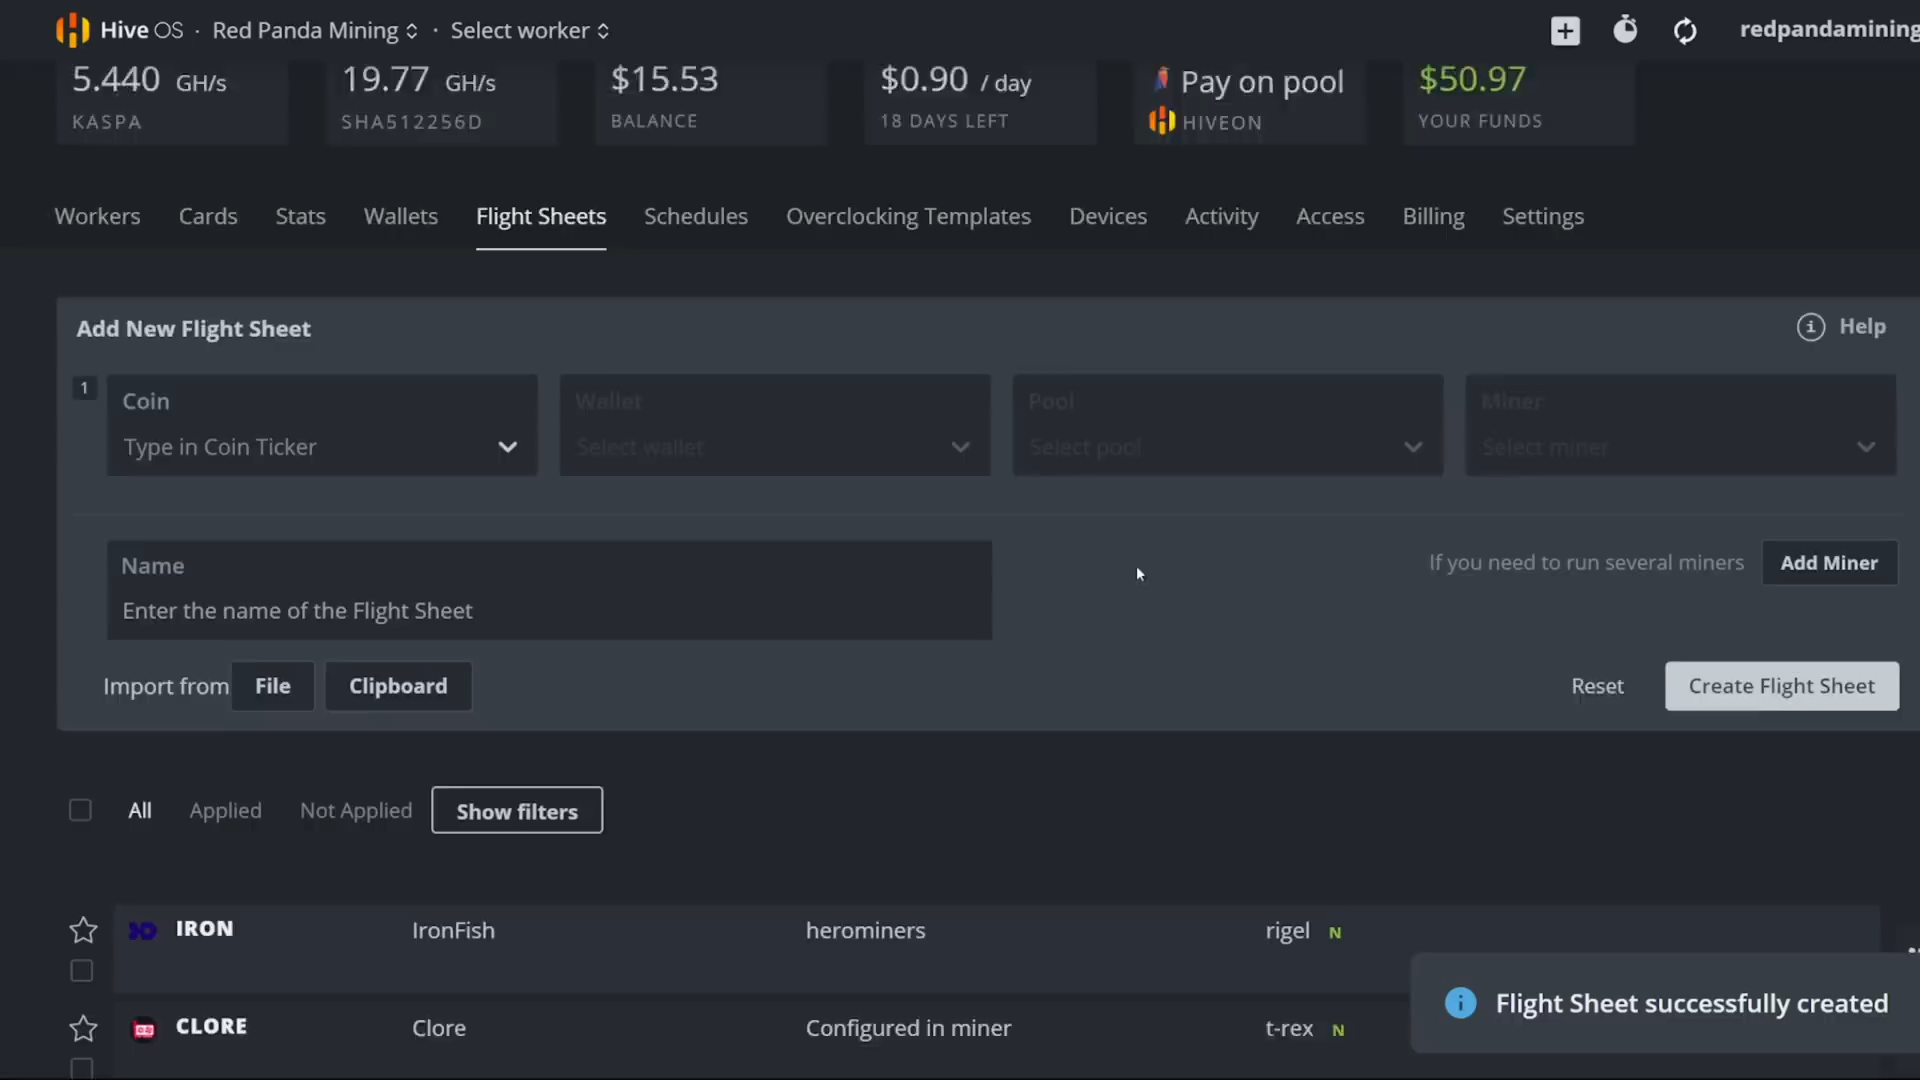 Hive OS · Red Panda Mining · Select worker redpandamining
5.440 GH/s 19.77 GH/s $15.53 $0.90 / day Pay on pool $50.97
KASPA SHA512256D BALANCE 18 DAYS LEFT HIVEON YOUR FUNDS
Workers Cards Stats Wallets Flight Sheets Schedules Overclocking Templates Devices Activity Access Billing Settings
Add New Flight Sheet Help
1 Coin Wallet Pool Miner
Type in Coin Ticker Select wallet Select pool Select miner
Name
Enter the name of the Flight Sheet
If you need to run several miners Add Miner
Import from File Clipboard Reset Create Flight Sheet
All Applied Not Applied Show filters
IRON IronFish herominers rigel N
CLORE Clore Configured in miner t-rex N
Flight Sheet successfully created